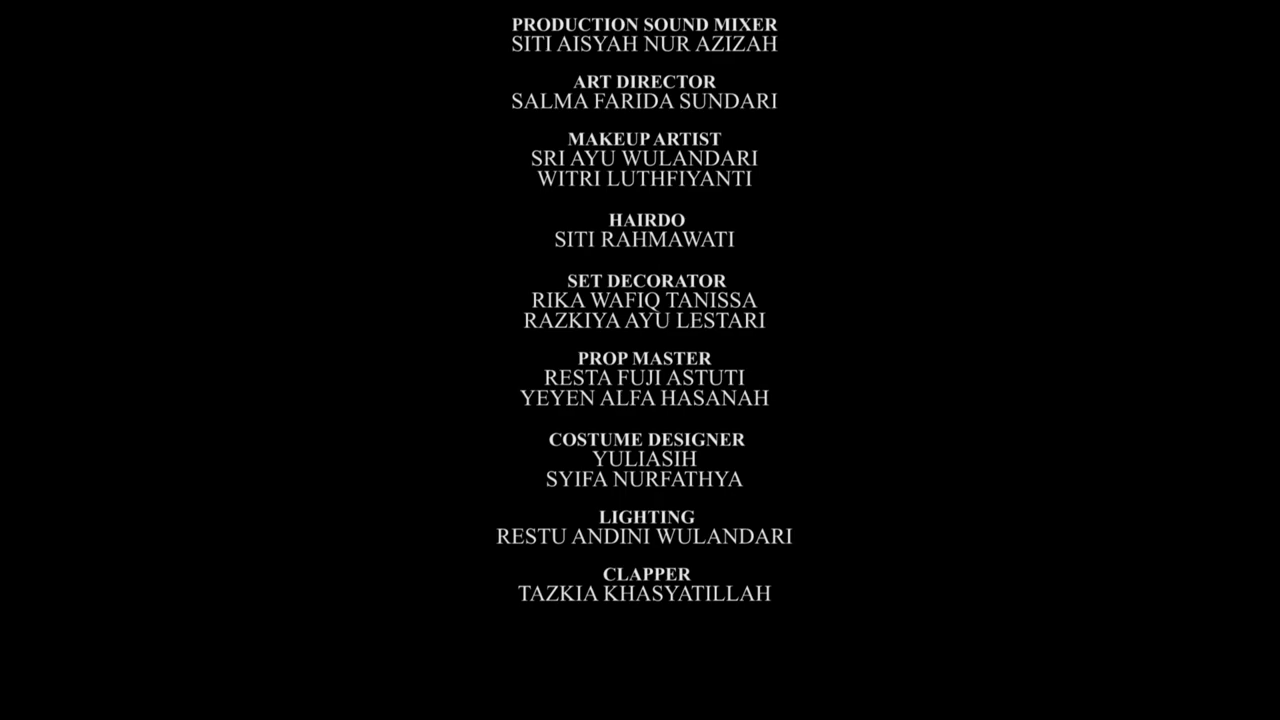 PRODUCTION SOUND MIXER
SITI AISYAH NUR AZIZAH
ART DIRECTOR
SALMA FARIDA SUNDARI
MAKEUP ARTIST
SRI AYU WULANDARI
WITRI LUTHFIYANTI
HAIRDO
SITI RAHMAWATI
SET DECORATOR
RIKA WAFIQ TANISSA
RAZKIYA AYU LESTARI
PROP MASTER
RESTA FUJI ASTUTI
YEYEN ALFA HASANAH
COSTUME DESIGNER
YULIASIH
SYIFA NURFATHYA
LIGHTING
RESTU ANDINI WULANDARI
CLAPPER
TAZKIA KHASYATILLAH